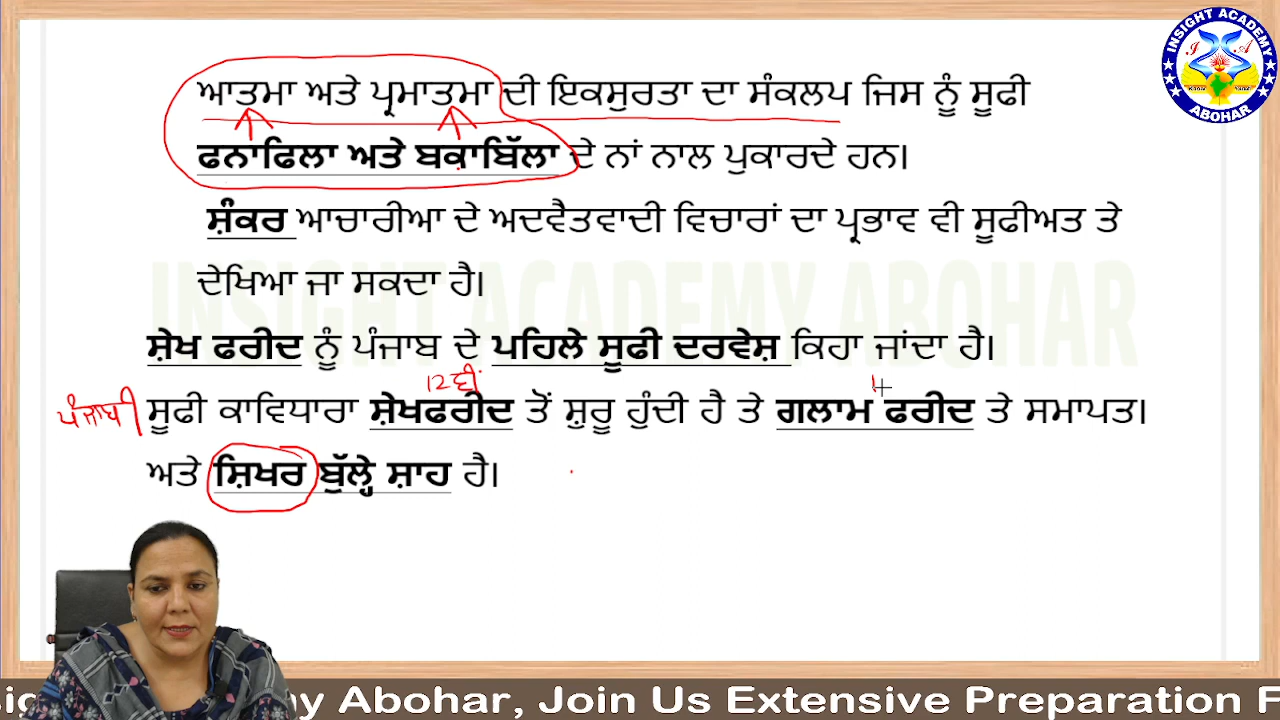 ਆਤਮਾ ਅਤੇ ਪ੍ਰਮਾਤਮਾ ਦੀ ਇਕਸੁਰਤਾ ਦਾ ਸੰਕਲਪ ਜਿਸ ਨੂੰ ਸੂਫੀ
ਫਨਾਫਿਲਾ ਅਤੇ ਬਕਾਬਿੱਲਾ ਦੇ ਨਾਂ ਨਾਲ ਪੁਕਾਰਦੇ ਹਨ।
ਸ਼ੰਕਰ ਆਚਾਰੀਆ ਦੇ ਅਦਵੈਤਵਾਦੀ ਵਿਚਾਰਾਂ ਦਾ ਪ੍ਰਭਾਵ ਵੀ ਸੂਫੀਅਤ ਤੇ
ਦੇਖਿਆ ਜਾ ਸਕਦਾ ਹੈ।
ਸ਼ੇਖ ਫਰੀਦ ਨੂੰ ਪੰਜਾਬ ਦੇ ਪਹਿਲੇ ਸੂਫੀ ਦਰਵੇਸ਼ ਕਿਹਾ ਜਾਂਦਾ ਹੈ।
12ਵੀਂ
ਪੰਜਾਬੀ ਸੂਫੀ ਕਾਵਿਧਾਰਾ ਸ਼ੇਖਫਰੀਦ ਤੋਂ ਸ਼ੁਰੂ ਹੁੰਦੀ ਹੈ ਤੇ ਗਲਾਮ ਫਰੀਦ ਤੇ ਸਮਾਪਤ।
ਅਤੇ ਸ਼ਿਖਰ ਬੁੱਲ੍ਹੇ ਸ਼ਾਹ ਹੈ।
INSIGHT ACADEMY ABOHAR
INSIGHT ACADEMY
I A
ABOHAR
my Abohar, Join Us Extensive Preparation F